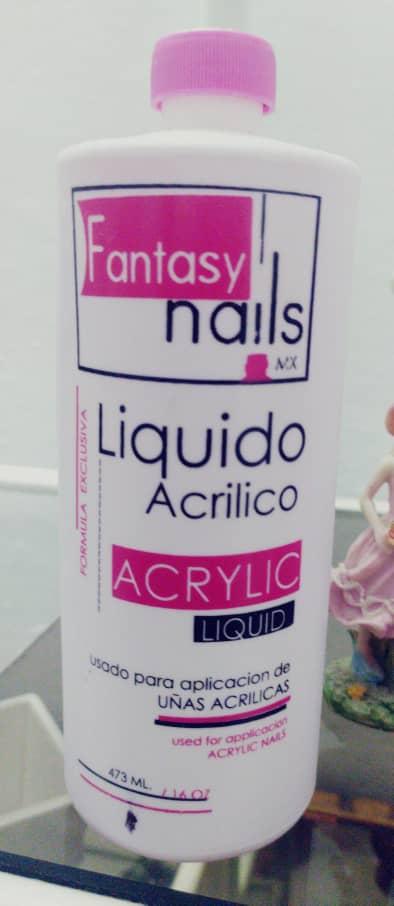 Fantasy
nails
MX
Liquido
Acrilico
FORMULA EXCLUSIVA
ACRYLIC
LIQUID
usado para aplicacion de
UÑAS ACRILICAS
used for applicacion
ACRYLIC NAILS
473 ML. / 16 OZ